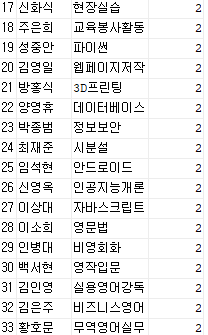 17 신화식 현장실습 2
18 주은희 교육봉사활동 2
19 성중안 파이썬 2
20 김영일 웹페이지저작 2
21 방홍식 3D프린팅 2
22 양영휴 데이터베이스 2
23 박종범 정보보안 2
24 최재준 시분설 2
25 임석현 안드로이드 2
26 신영옥 인공지능개론 2
27 이상대 자바스크립트 2
28 이소희 영문법 2
29 인병대 비영회화 2
30 백서현 영작입문 2
31 김인영 실용영어강독 2
32 김은주 비즈니스영어 2
33 황호문 무역영어실무 2